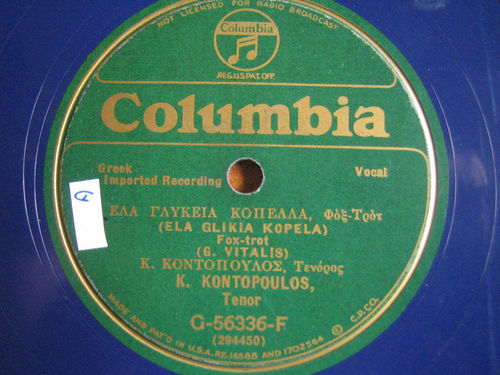 NOT LICENSED FOR RADIO BROADCAST
Columbia
REG.U.S.PAT. OFF.
Columbia
Greek
Imported Recording
Vocal
ΕΛΑ ΓΛΥΚΕΙΑ ΚΟΠΕΛΛΑ, Φὸξ-Τρὸτ
(ELA GLIKIA KOPELA)
Fox-trot
(G. VITALIS)
Κ. ΚΟΝΤΟΠΟΥΛΟΣ, Τενόρος
K. KONTOPOULOS,
Tenor
G-56336-F
(294450)
MADE AND PAT'D IN U.S.A. RE. 16588 AND 1702564 © C.P.CO.